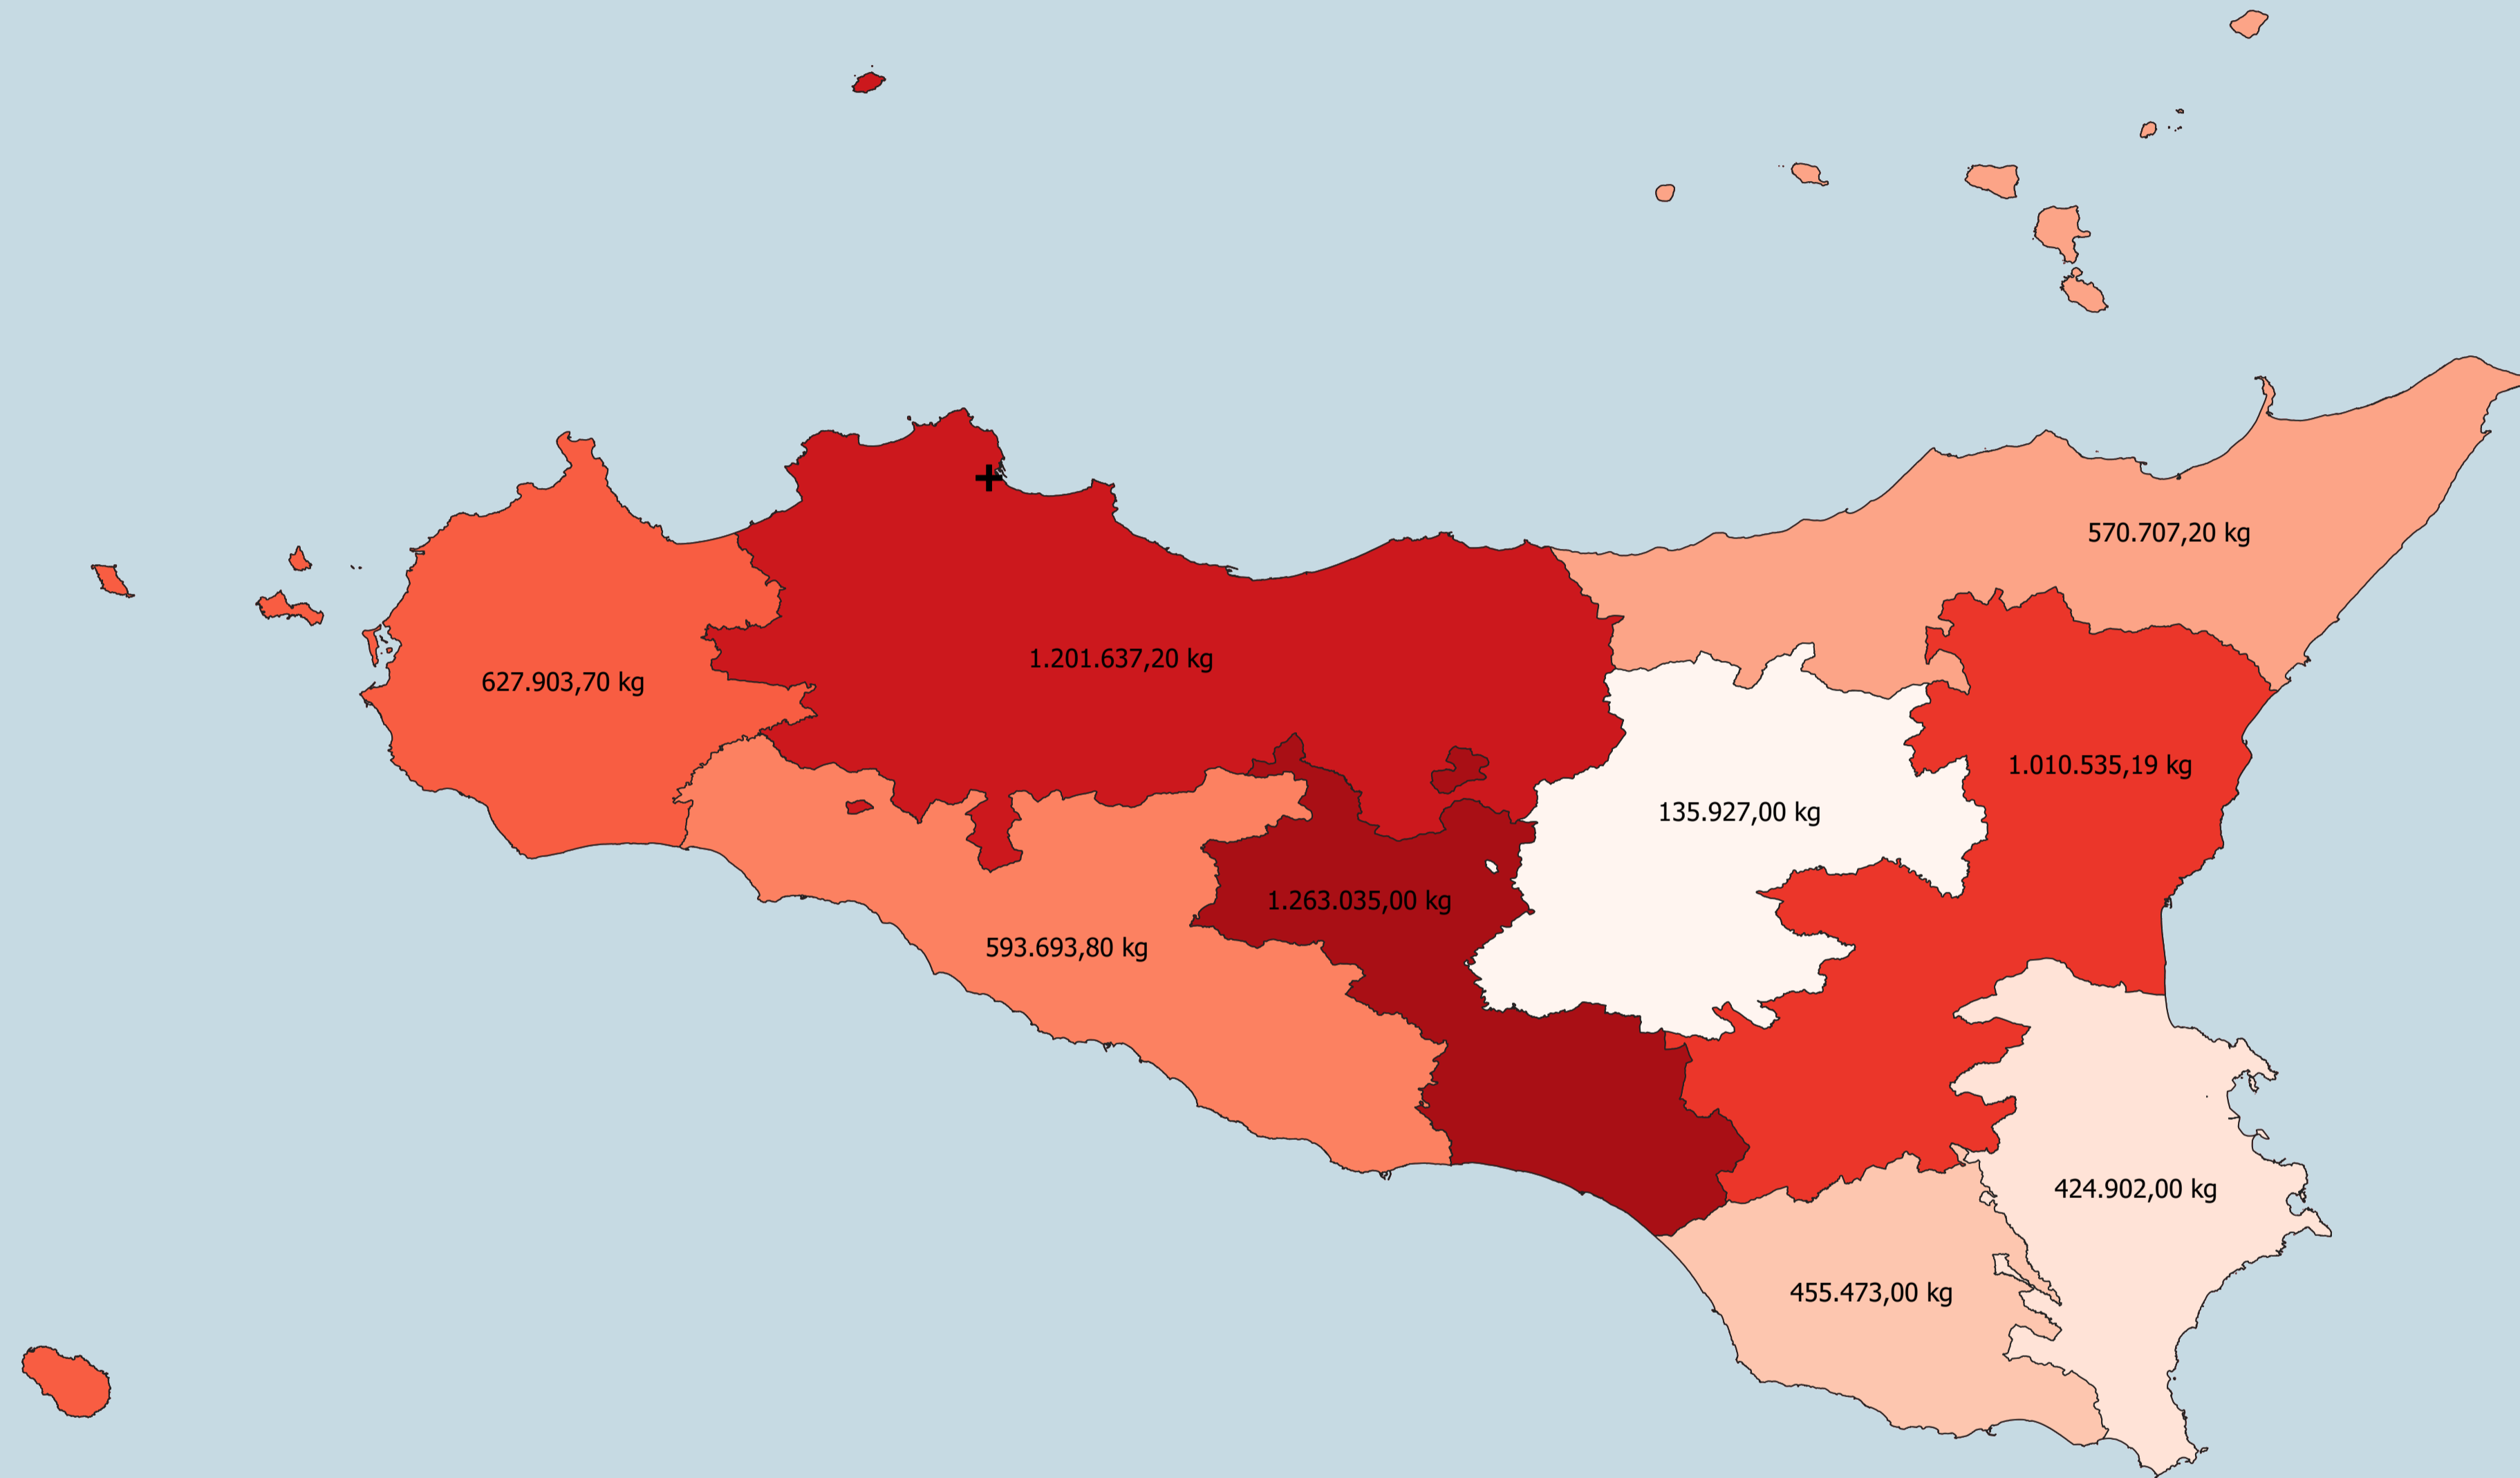 570.707,20 kg
1.201.637,20 kg
627.903,70 kg
1.010.535,19 kg
135.927,00 kg
1.263.035,00 kg
593.693,80 kg
424.902,00 kg
455.473,00 kg